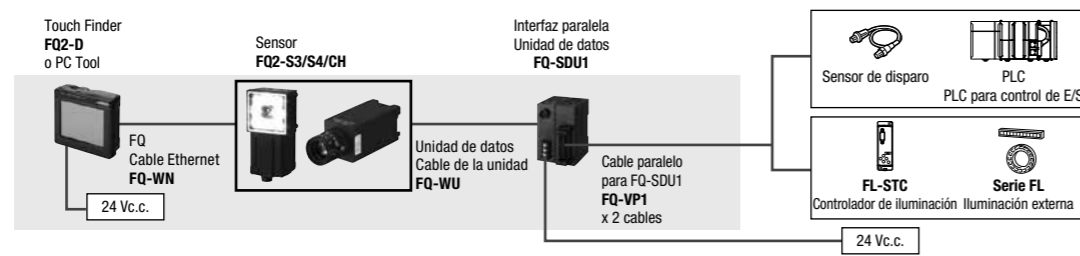 Touch Finder
FQ2-D
o PC Tool
Sensor
FQ2-S3/S4/CH
Interfaz paralela
Unidad de datos
FQ-SDU1
Sensor de disparo
PLC
PLC para control de E/S
FQ
Cable Ethernet
FQ-WN
Unidad de datos
Cable de la unidad
FQ-WU
Cable paralelo
para FQ-SDU1
FQ-VP1
x 2 cables
FL-STC
Controlador de iluminación
Serie FL
Iluminación externa
24 Vc.c.
24 Vc.c.